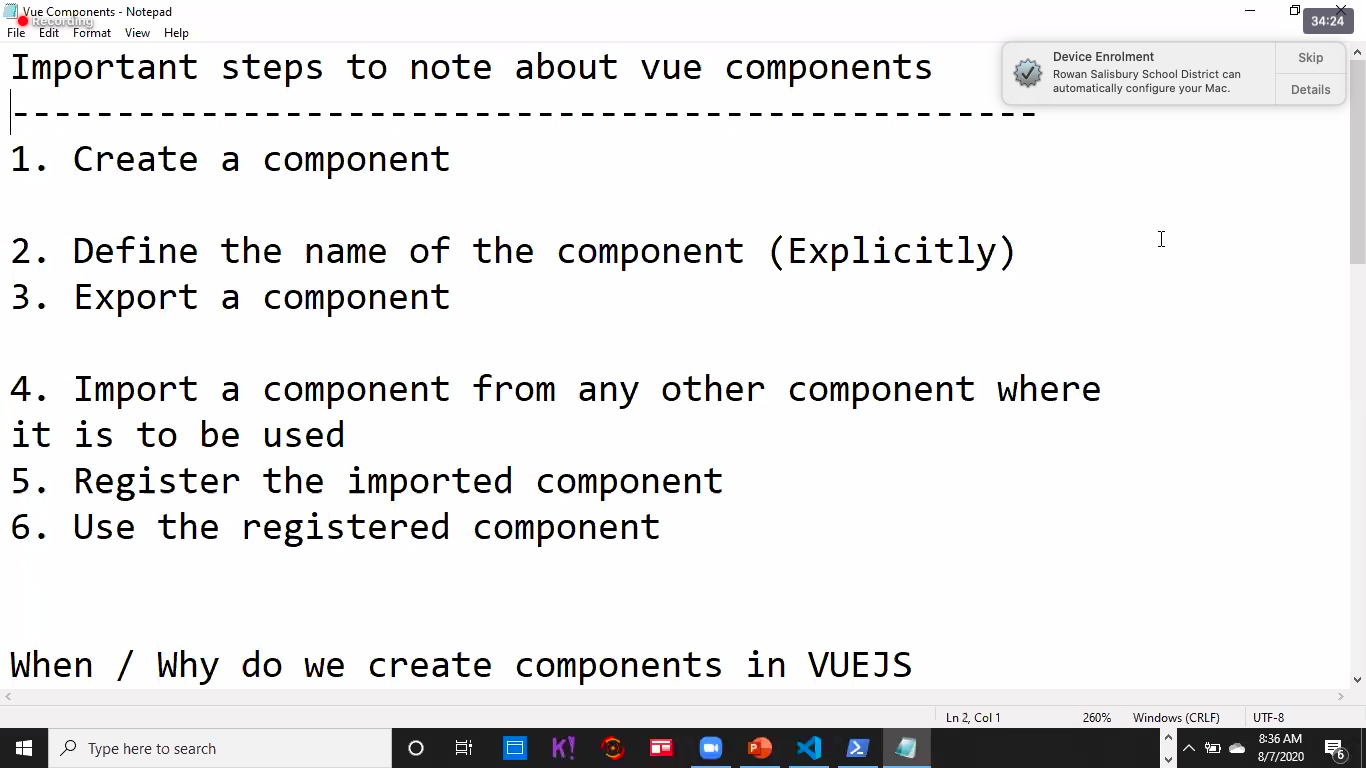 Vue Components - Notepad
Recording
34:24
File Edit Format View Help
Important steps to note about vue components
-------------------------------------------------
Device Enrolment
Rowan Salisbury School District can
automatically configure your Mac.
Skip
Details
1. Create a component
2. Define the name of the component (Explicitly)
3. Export a component
4. Import a component from any other component where
it is to be used
5. Register the imported component
6. Use the registered component
When / Why do we create components in VUEJS
Ln 2, Col 1 260% Windows (CRLF) UTF-8
Type here to search
K!
8:36 AM
8/7/2020
6